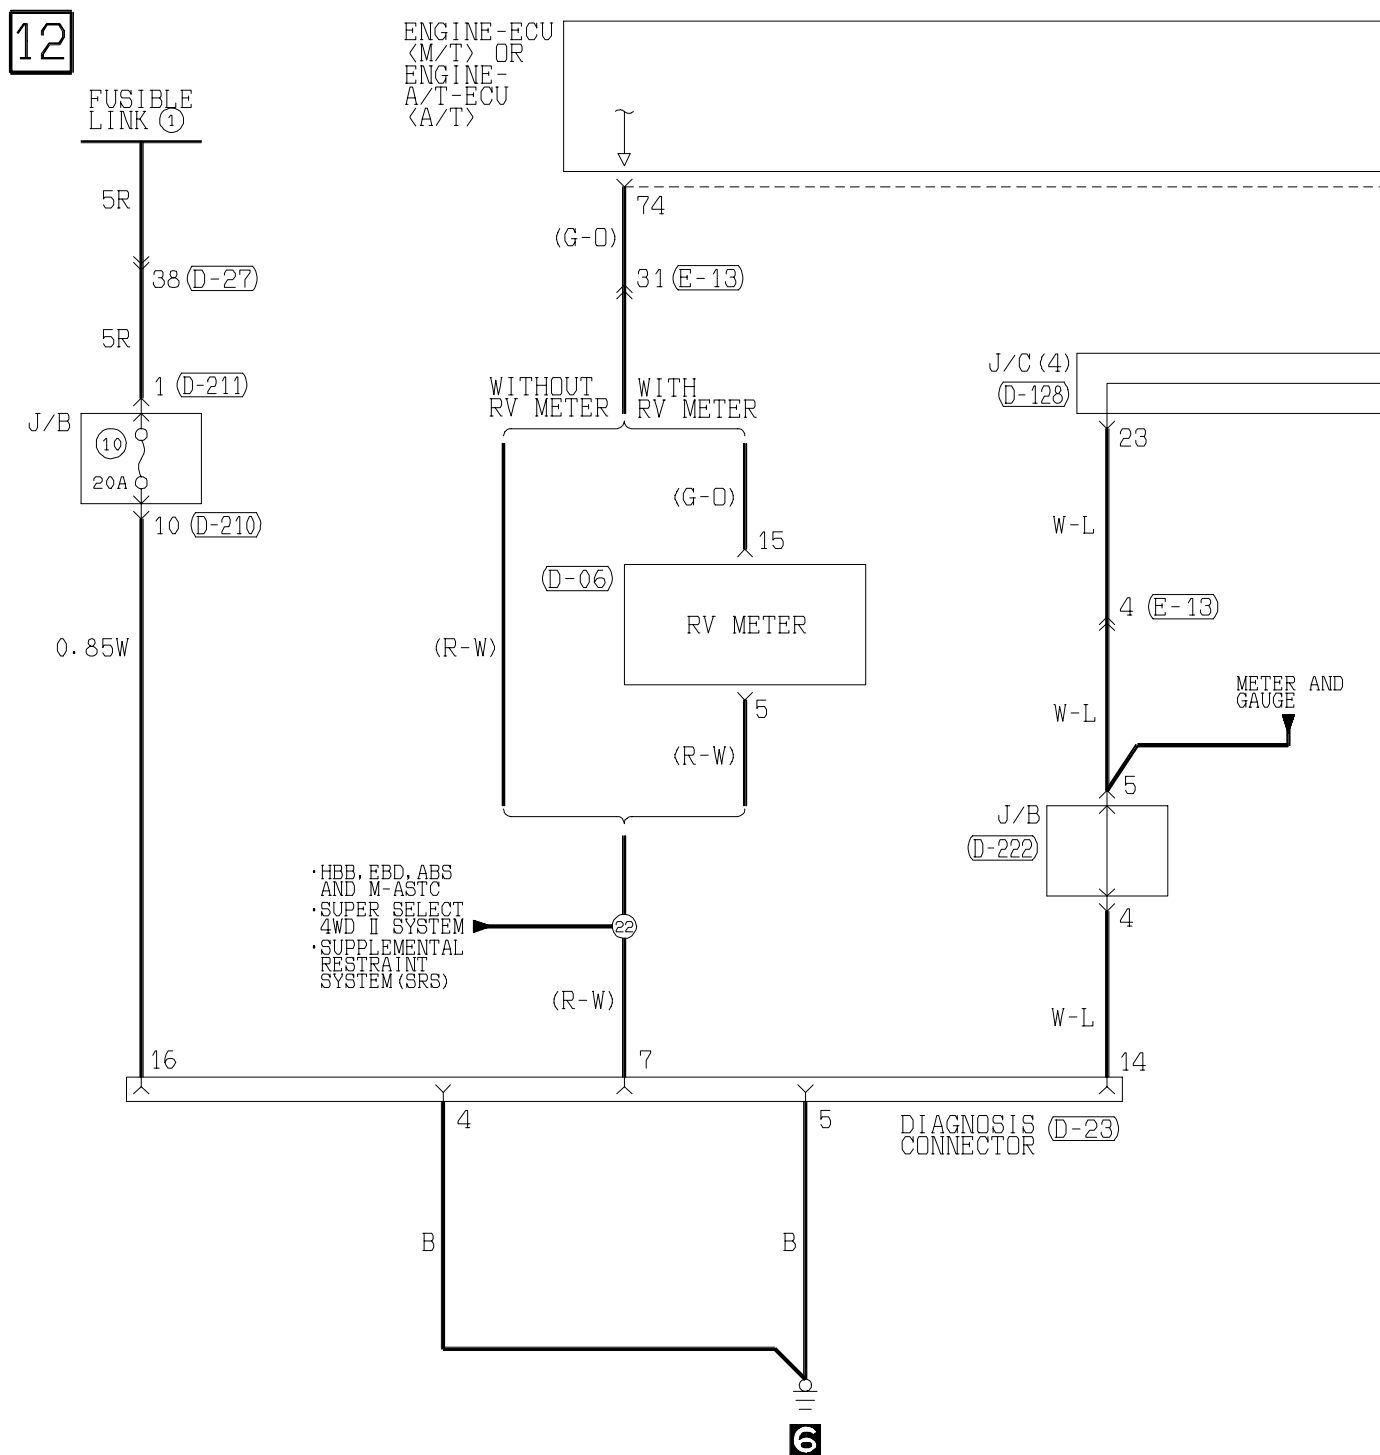 12
FUSIBLE
LINK ①
5R
38 (D-27)
5R
1 (D-211)
J/B
10
20A
10 (D-210)
0.85W
16
ENGINE-ECU
<M/T> OR
ENGINE-
A/T-ECU
<A/T>
74
(G-O)
31 (E-13)
WITHOUT
RV METER
WITH
RV METER
(G-O)
15
(D-06)
RV METER
(R-W)
5
(R-W)
·HBB, EBD, ABS
AND M-ASTC
·SUPER SELECT
4WD II SYSTEM
·SUPPLEMENTAL
RESTRAINT
SYSTEM(SRS)
22
(R-W)
7
J/C(4)
(D-128)
23
W-L
4 (E-13)
METER AND
GAUGE
W-L
5
J/B
(D-222)
4
W-L
14
4
5
DIAGNOSIS
CONNECTOR
(D-23)
B
B
6